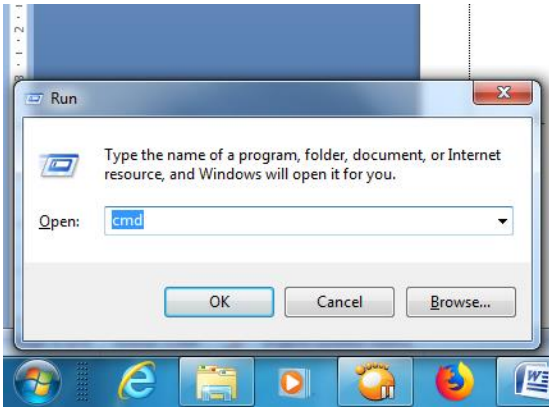 Run
Type the name of a program, folder, document, or Internet
resource, and Windows will open it for you.
Open:
cmd
OK
Cancel
Browse...